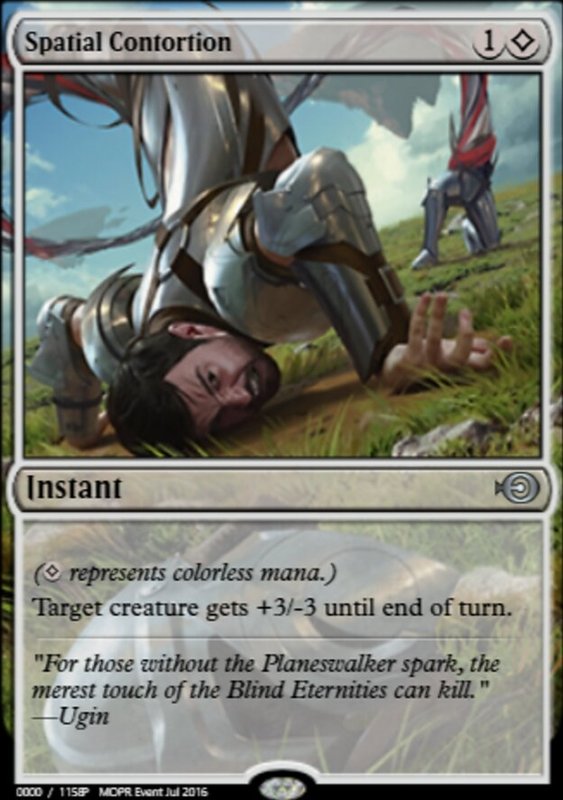 Spatial Contortion 1
Instant
( represents colorless mana.)
Target creature gets +3/-3 until end of turn.
"For those without the Planeswalker spark, the
merest touch of the Blind Eternities can kill."
—Ugin
0000 / 1158P MOPR Event Jul 2016